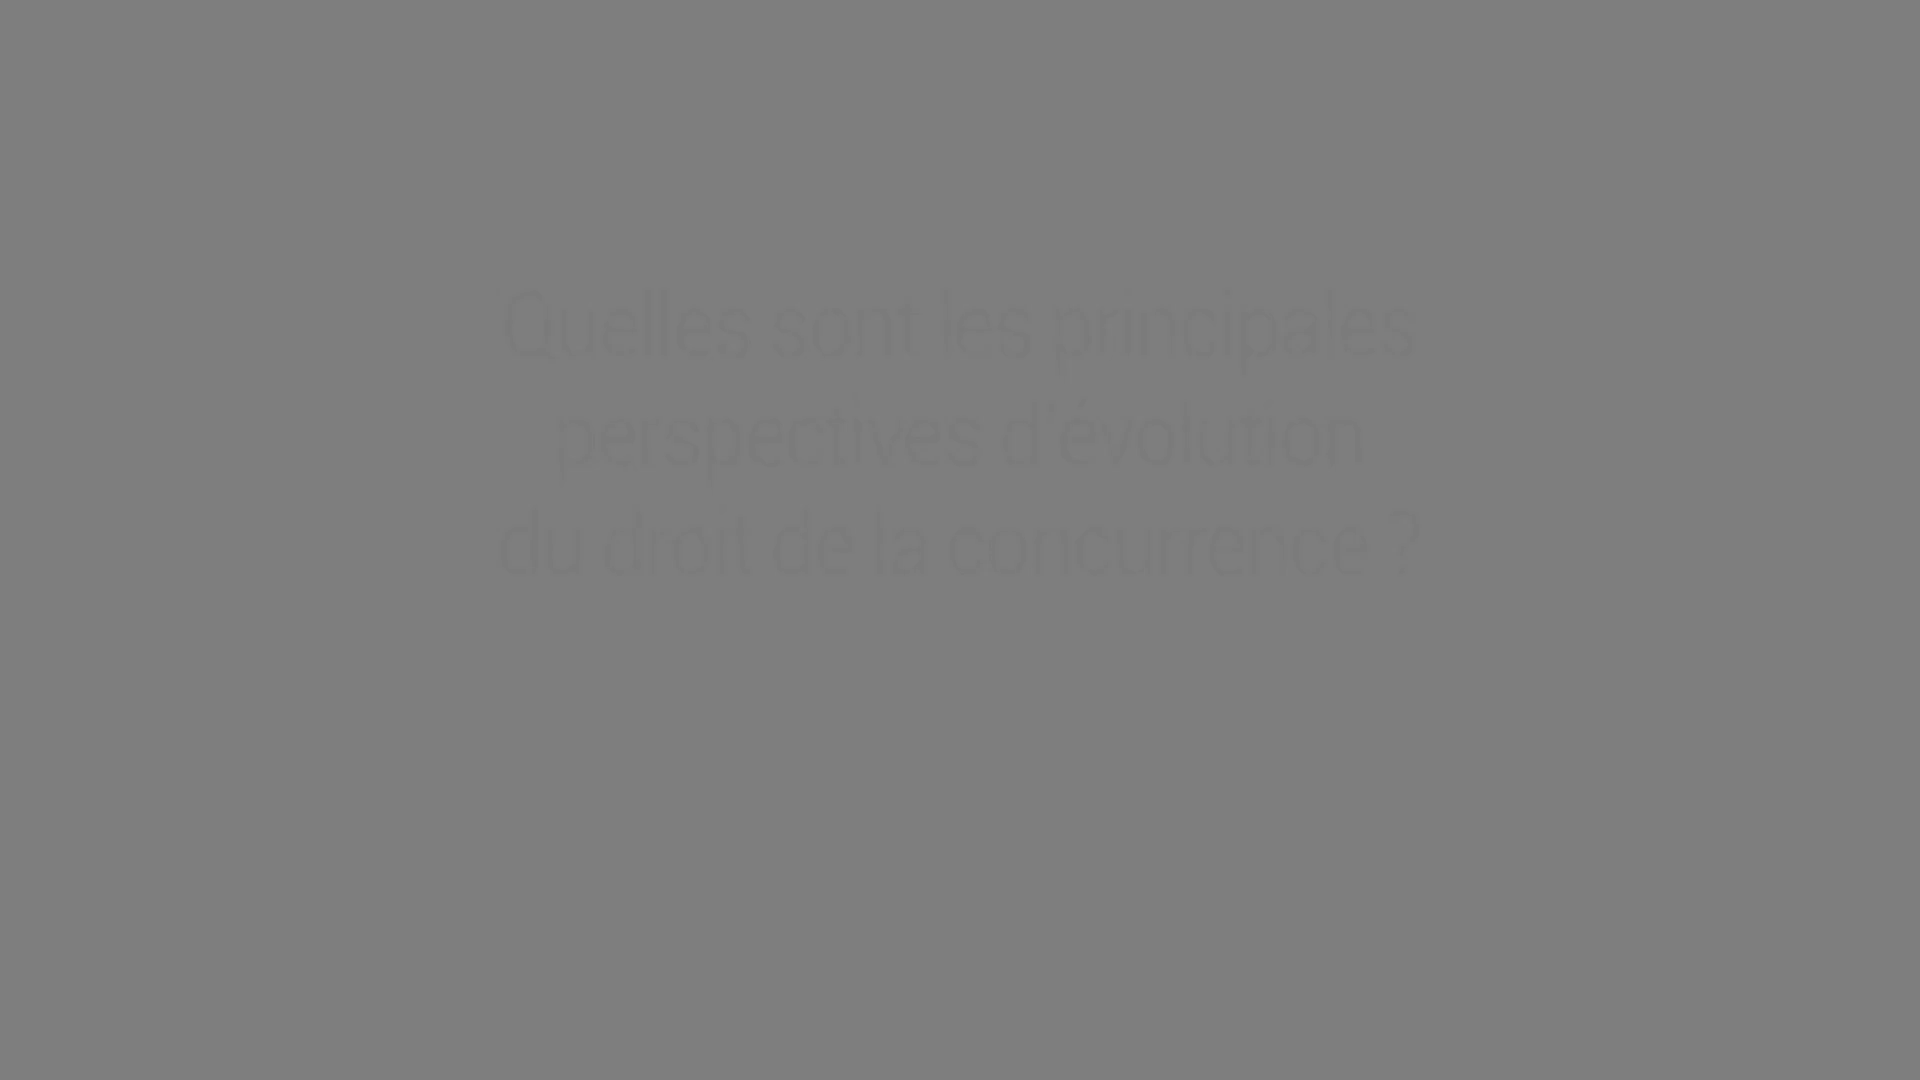 Quelles sont les principales
perspectives d'évolution
du droit de la concurrence ?